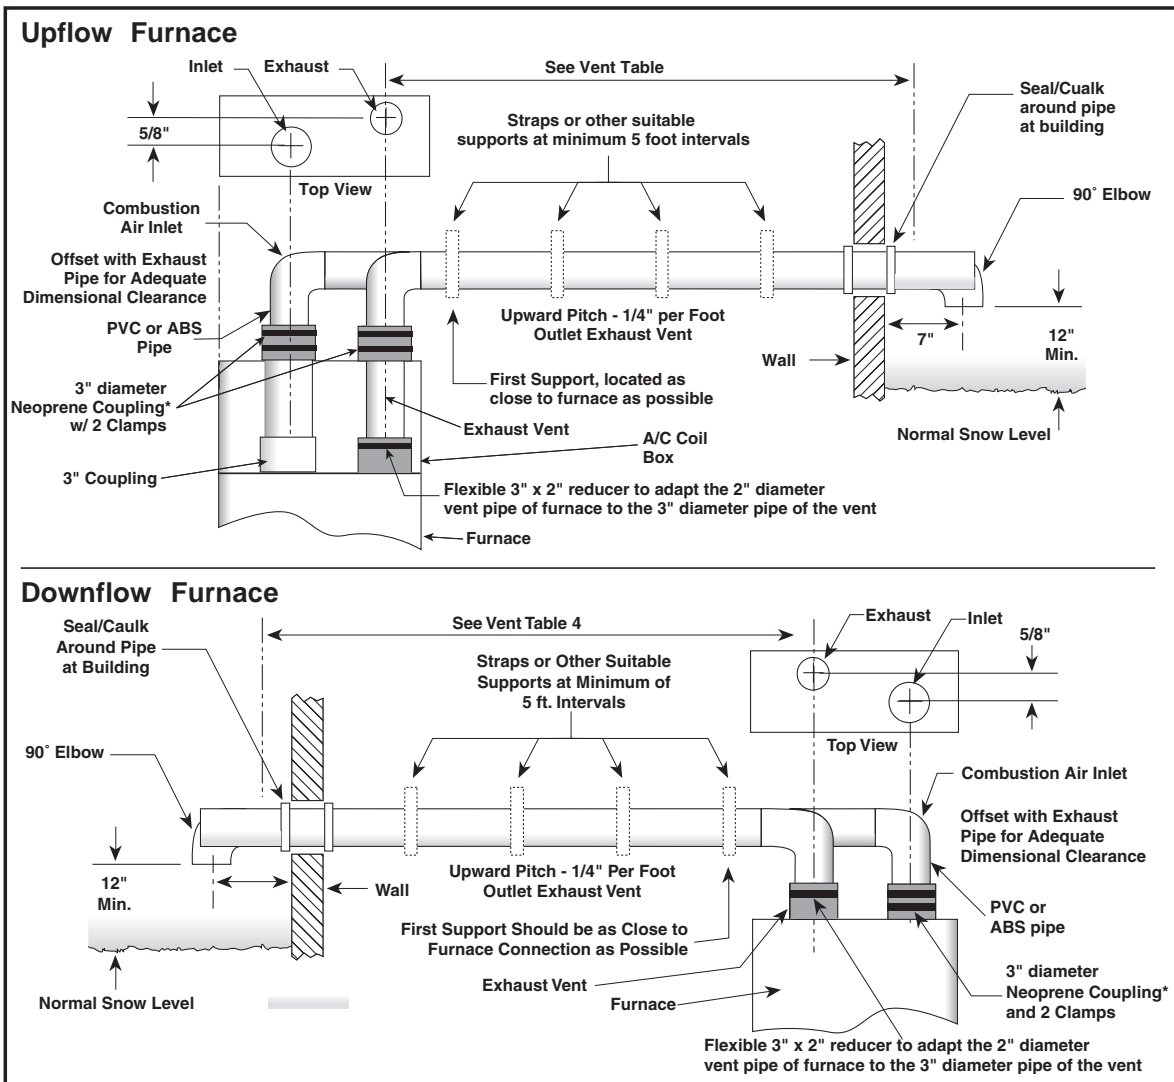 Upflow Furnace
Inlet
Exhaust
See Vent Table
Seal/Cualk
around pipe
at building
5/8"
Straps or other suitable
supports at minimum 5 foot intervals
Top View
90˚ Elbow
Combustion
Air Inlet
Offset with Exhaust
Pipe for Adequate
Dimensional Clearance
PVC or ABS
Pipe
Upward Pitch - 1/4" per Foot
Outlet Exhaust Vent
7"
12"
Min.
Wall
3" diameter
Neoprene Coupling*
w/ 2 Clamps
First Support, located as
close to furnace as possible
Exhaust Vent
A/C Coil
Box
Normal Snow Level
3" Coupling
Flexible 3" x 2" reducer to adapt the 2" diameter
vent pipe of furnace to the 3" diameter pipe of the vent
Furnace
Downflow Furnace
Seal/Caulk
Around Pipe
at Building
See Vent Table 4
Exhaust
Inlet
5/8"
Straps or Other Suitable
Supports at Minimum of
5 ft. Intervals
Top View
90˚ Elbow
Combustion Air Inlet
Offset with Exhaust
Pipe for Adequate
Dimensional Clearance
12"
Min.
Wall
Upward Pitch - 1/4" Per Foot
Outlet Exhaust Vent
PVC or
ABS pipe
First Support Should be as Close to
Furnace Connection as Possible
Exhaust Vent
Normal Snow Level
Furnace
3" diameter
Neoprene Coupling*
and 2 Clamps
Flexible 3" x 2" reducer to adapt the 2" diameter
vent pipe of furnace to the 3" diameter pipe of the vent